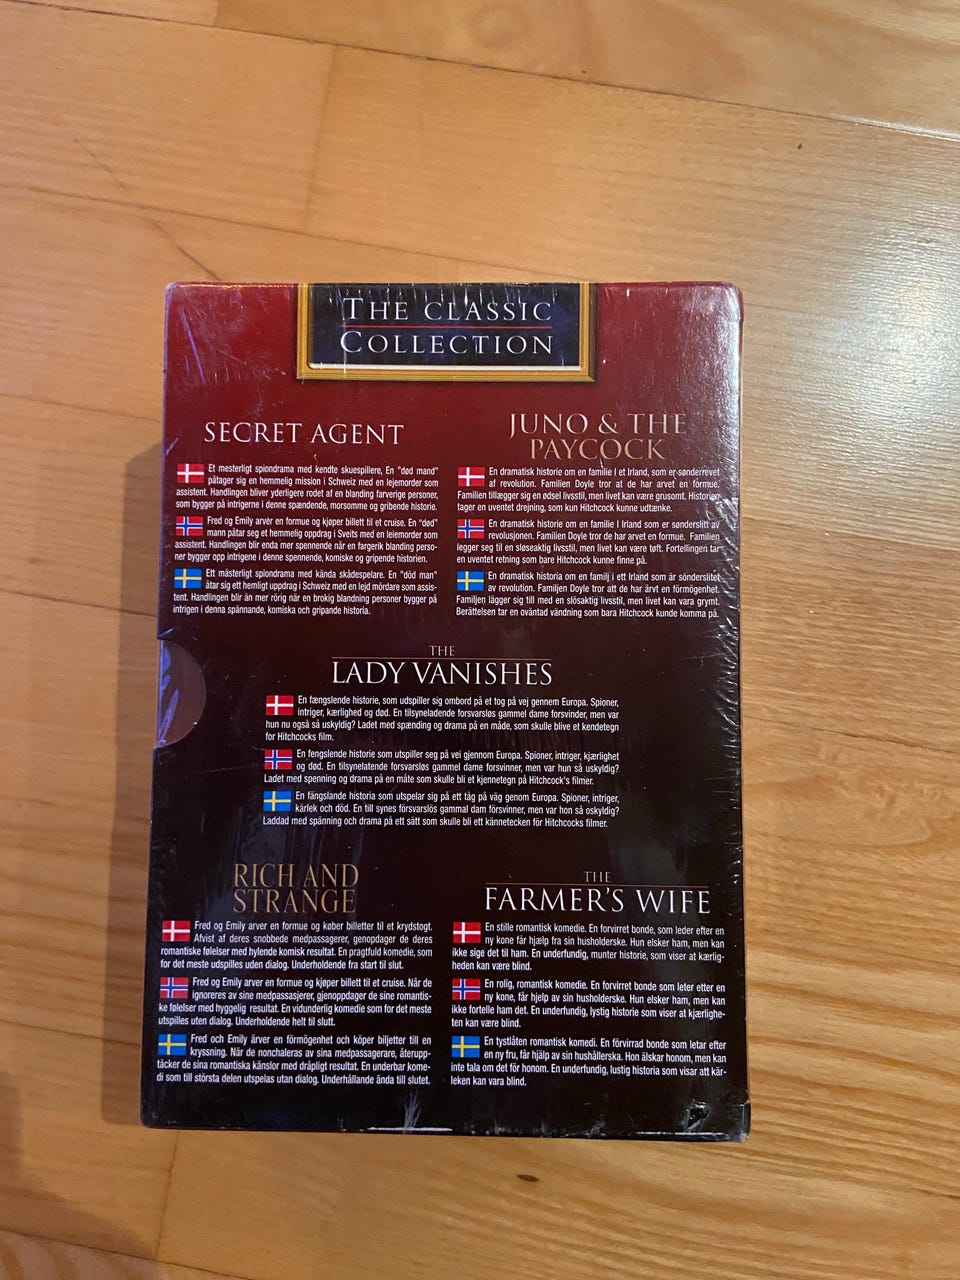 THE CLASSIC
COLLECTION
SECRET AGENT
Et mesterligt spiondrama med kendte skuespillere, En "død mand"
påtager sig en hemmelig mission i Schweiz med en lejemorder som
assistent. Handlingen bliver yderligere rodet af en blanding farverige personer,
som bygger på intrigerne i denne spændende, morsomme og gribende historie.
Fred og Emily arver en formue og kjøper billett til et cruise. En "død"
mann påtar seg et hemmelig oppdrag i Sveits med en leiemorder som
assistent. Handlingen blir enda mer spennende når en fargerik blanding perso-
ner bygger opp intrigene i denne spennende, komiske og gripende historien.
Ett mästerligt spiondrama med kända skådespelare. En "död man"
åtar sig ett hemligt uppdrag i Schweiz med en lejd mördare som assis-
tent. Handlingen blir än mer rörig när en brokig blandning personer bygger på
intrigen i denna spännande, komiska och gripande historia.
JUNO & THE
PAYCOCK
En dramatisk historie om en familie i et Irland, som er sønderrevet
af revolution. Familien Doyle tror at de har arvet en formue.
Familien tillægger sig en ødsel livsstil, men livet kan være grusomt. Historien
tager en uventet drejning, som kun Hitchcock kunne udtænke.
En dramatisk historie om en familie I Irland som er sønderslitt av
revolusjonen. Familien Doyle tror de har arvet en formue. Familien
legger seg til en sløseaktig livsstil, men livet kan være tøft. Fortellingen tar
en uventet retning som bare Hitchcock kunne finne på.
En dramatisk historia om en familj i ett Irland som är sönderslitet
av revolution. Familjen Doyle tror att de har ärvt en förmögenhet.
Familjen lägger sig till med en slösaktig livsstil, men livet kan vara grymt.
Berättelsen tar en oväntad vändning som bara Hitchcock kunde komma på.
THE
LADY VANISHES
En fængslende historie, som udspiller sig ombord på et tog på vej gennem Europa. Spioner,
intriger, kærlighed og død. En tilsyneladende forsvarsløs gammel dame forsvinder, men var
hun nu også så uskyldig? Ladet med spænding og drama på en måde, som skulle blive et kendetegn
for Hitchcocks film.
En fengslende historie som utspiller seg på vei gjennom Europa. Spioner, intriger, kjærlighet
og død. En tilsynelatende forsvarsløs gammel dame forsvinner, men var hun så uskyldig?
Ladet med spenning og drama på en måte som skulle bli et kjennetegn på Hitchcock's filmer.
En fängslande historia som utspelar sig på ett tåg på väg genom Europa. Spioner, intriger,
kärlek och död. En till synes försvarslös gammal dam försvinner, men var hon så oskyldig?
Laddad med spänning och drama på ett sätt som skulle bli ett kännetecken för Hitchcocks filmer.
RICH AND
STRANGE
Fred og Emily arver en formue og køber billetter til et krydstogt.
Afvist af deres snobbede medpassagerer, genopdager de deres
romantiske følelser med hylende komisk resultat. En pragtfuld komedie, som
for det meste udspilles uden dialog. Underholdende fra start til slut.
Fred og Emily arver en formue og kjøper billett til et cruise. Når de
ignoreres av sine medpassasjerer, gjenoppdager de sine romantis-
ke følelser med hyggelig resultat. En vidunderlig komedie som for det meste
utspilles uten dialog. Underholdende helt til slutt.
Fred och Emily ärver en förmögenhet och köper biljetter till en
kryssning. När de nonchaleras av sina medpassagerare, återupp-
täcker de sina romantiska känslor med dråpligt resultat. En underbar kome-
di som till största delen utspelas utan dialog. Underhållande ända till slutet.
THE
FARMER'S WIFE
En stille romantisk komedie. En forvirret bonde, som leder efter en
ny kone får hjælp fra sin husholderske. Hun elsker ham, men kan
ikke sige det til ham. En underfundig, munter historie, som viser at kærlig-
heden kan være blind.
En rolig, romantisk komedie. En forvirret bonde som leter etter en
ny kone, får hjelp av sin husholderske. Hun elsker ham, men kan
ikke fortelle ham det. En underfundig, lystig historie som viser at kjærlighe-
ten kan være blind.
En tystlåten romantisk komedi. En förvirrad bonde som letar efter
en ny fru, får hjälp av sin hushållerska. Hon älskar honom, men kan
inte tala om det för honom. En underfundig, lustig historia som visar att kär-
leken kan vara blind.